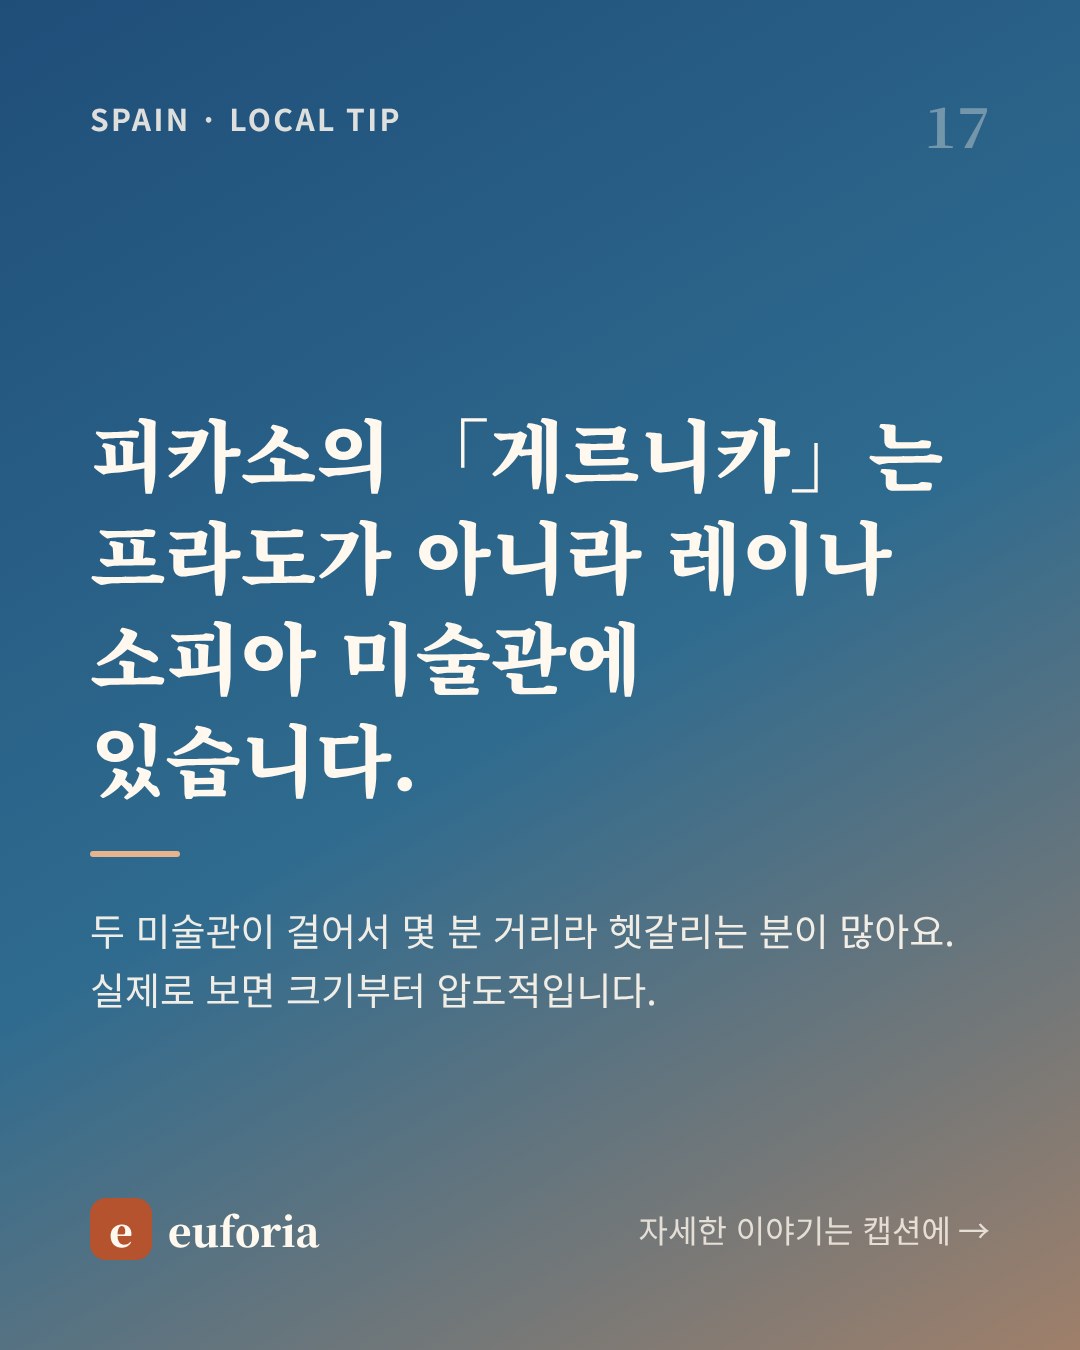 SPAIN · LOCAL TIP
17
피카소의 「게르니카」는
프라도가 아니라 레이나
소피아 미술관에
있습니다.
두 미술관이 걸어서 몇 분 거리라 헷갈리는 분이 많아요.
실제로 보면 크기부터 압도적입니다.
e euforia
자세한 이야기는 캡션에 →